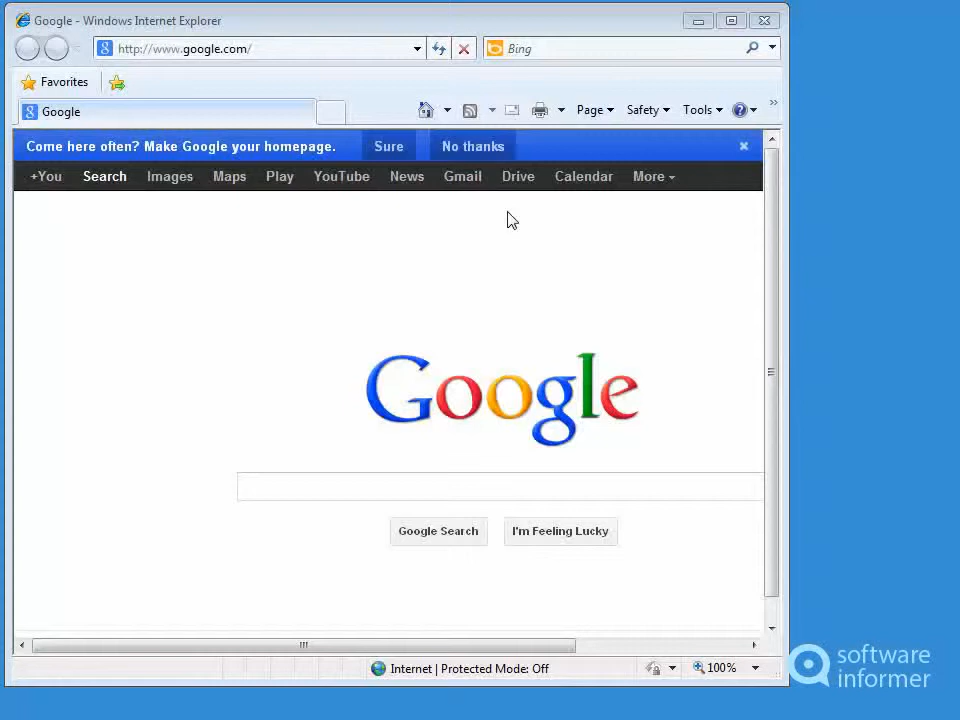 Google - Windows Internet Explorer
http://www.google.com/
Bing
Favorites
Google
Page
Safety
Tools
Come here often? Make Google your homepage.
Sure
No thanks
+You Search Images Maps Play YouTube News Gmail Drive Calendar More
Google
Google Search
I'm Feeling Lucky
Internet | Protected Mode: Off
100%
software
informer